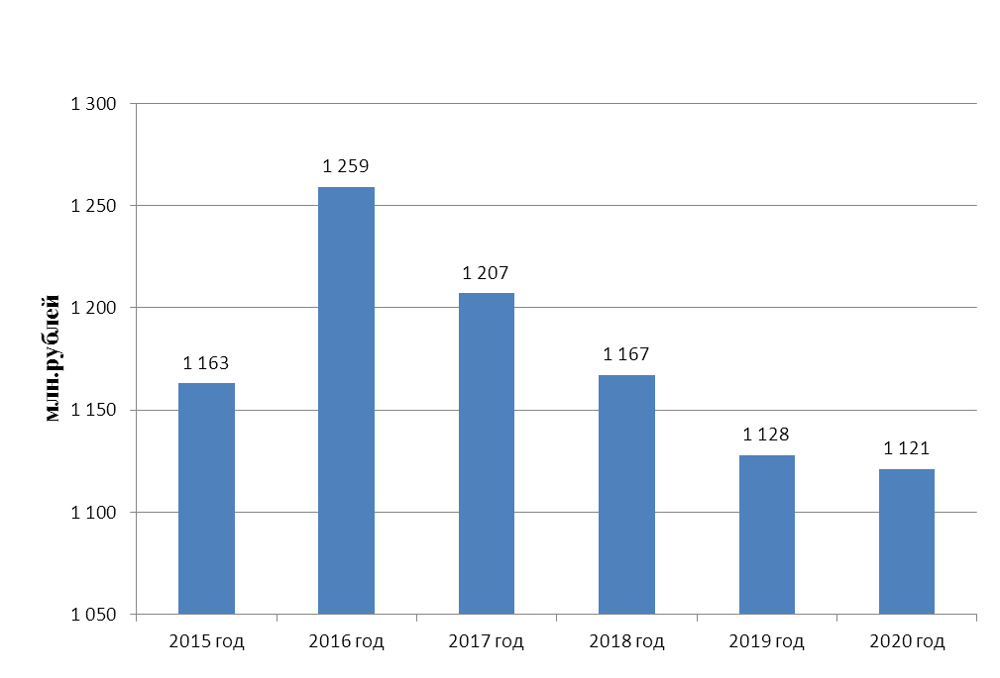 1 300
1 250
1 200
1 150
1 100
1 050
млн.рублей
1 163
1 259
1 207
1 167
1 128
1 121
2015 год
2016 год
2017 год
2018 год
2019 год
2020 год